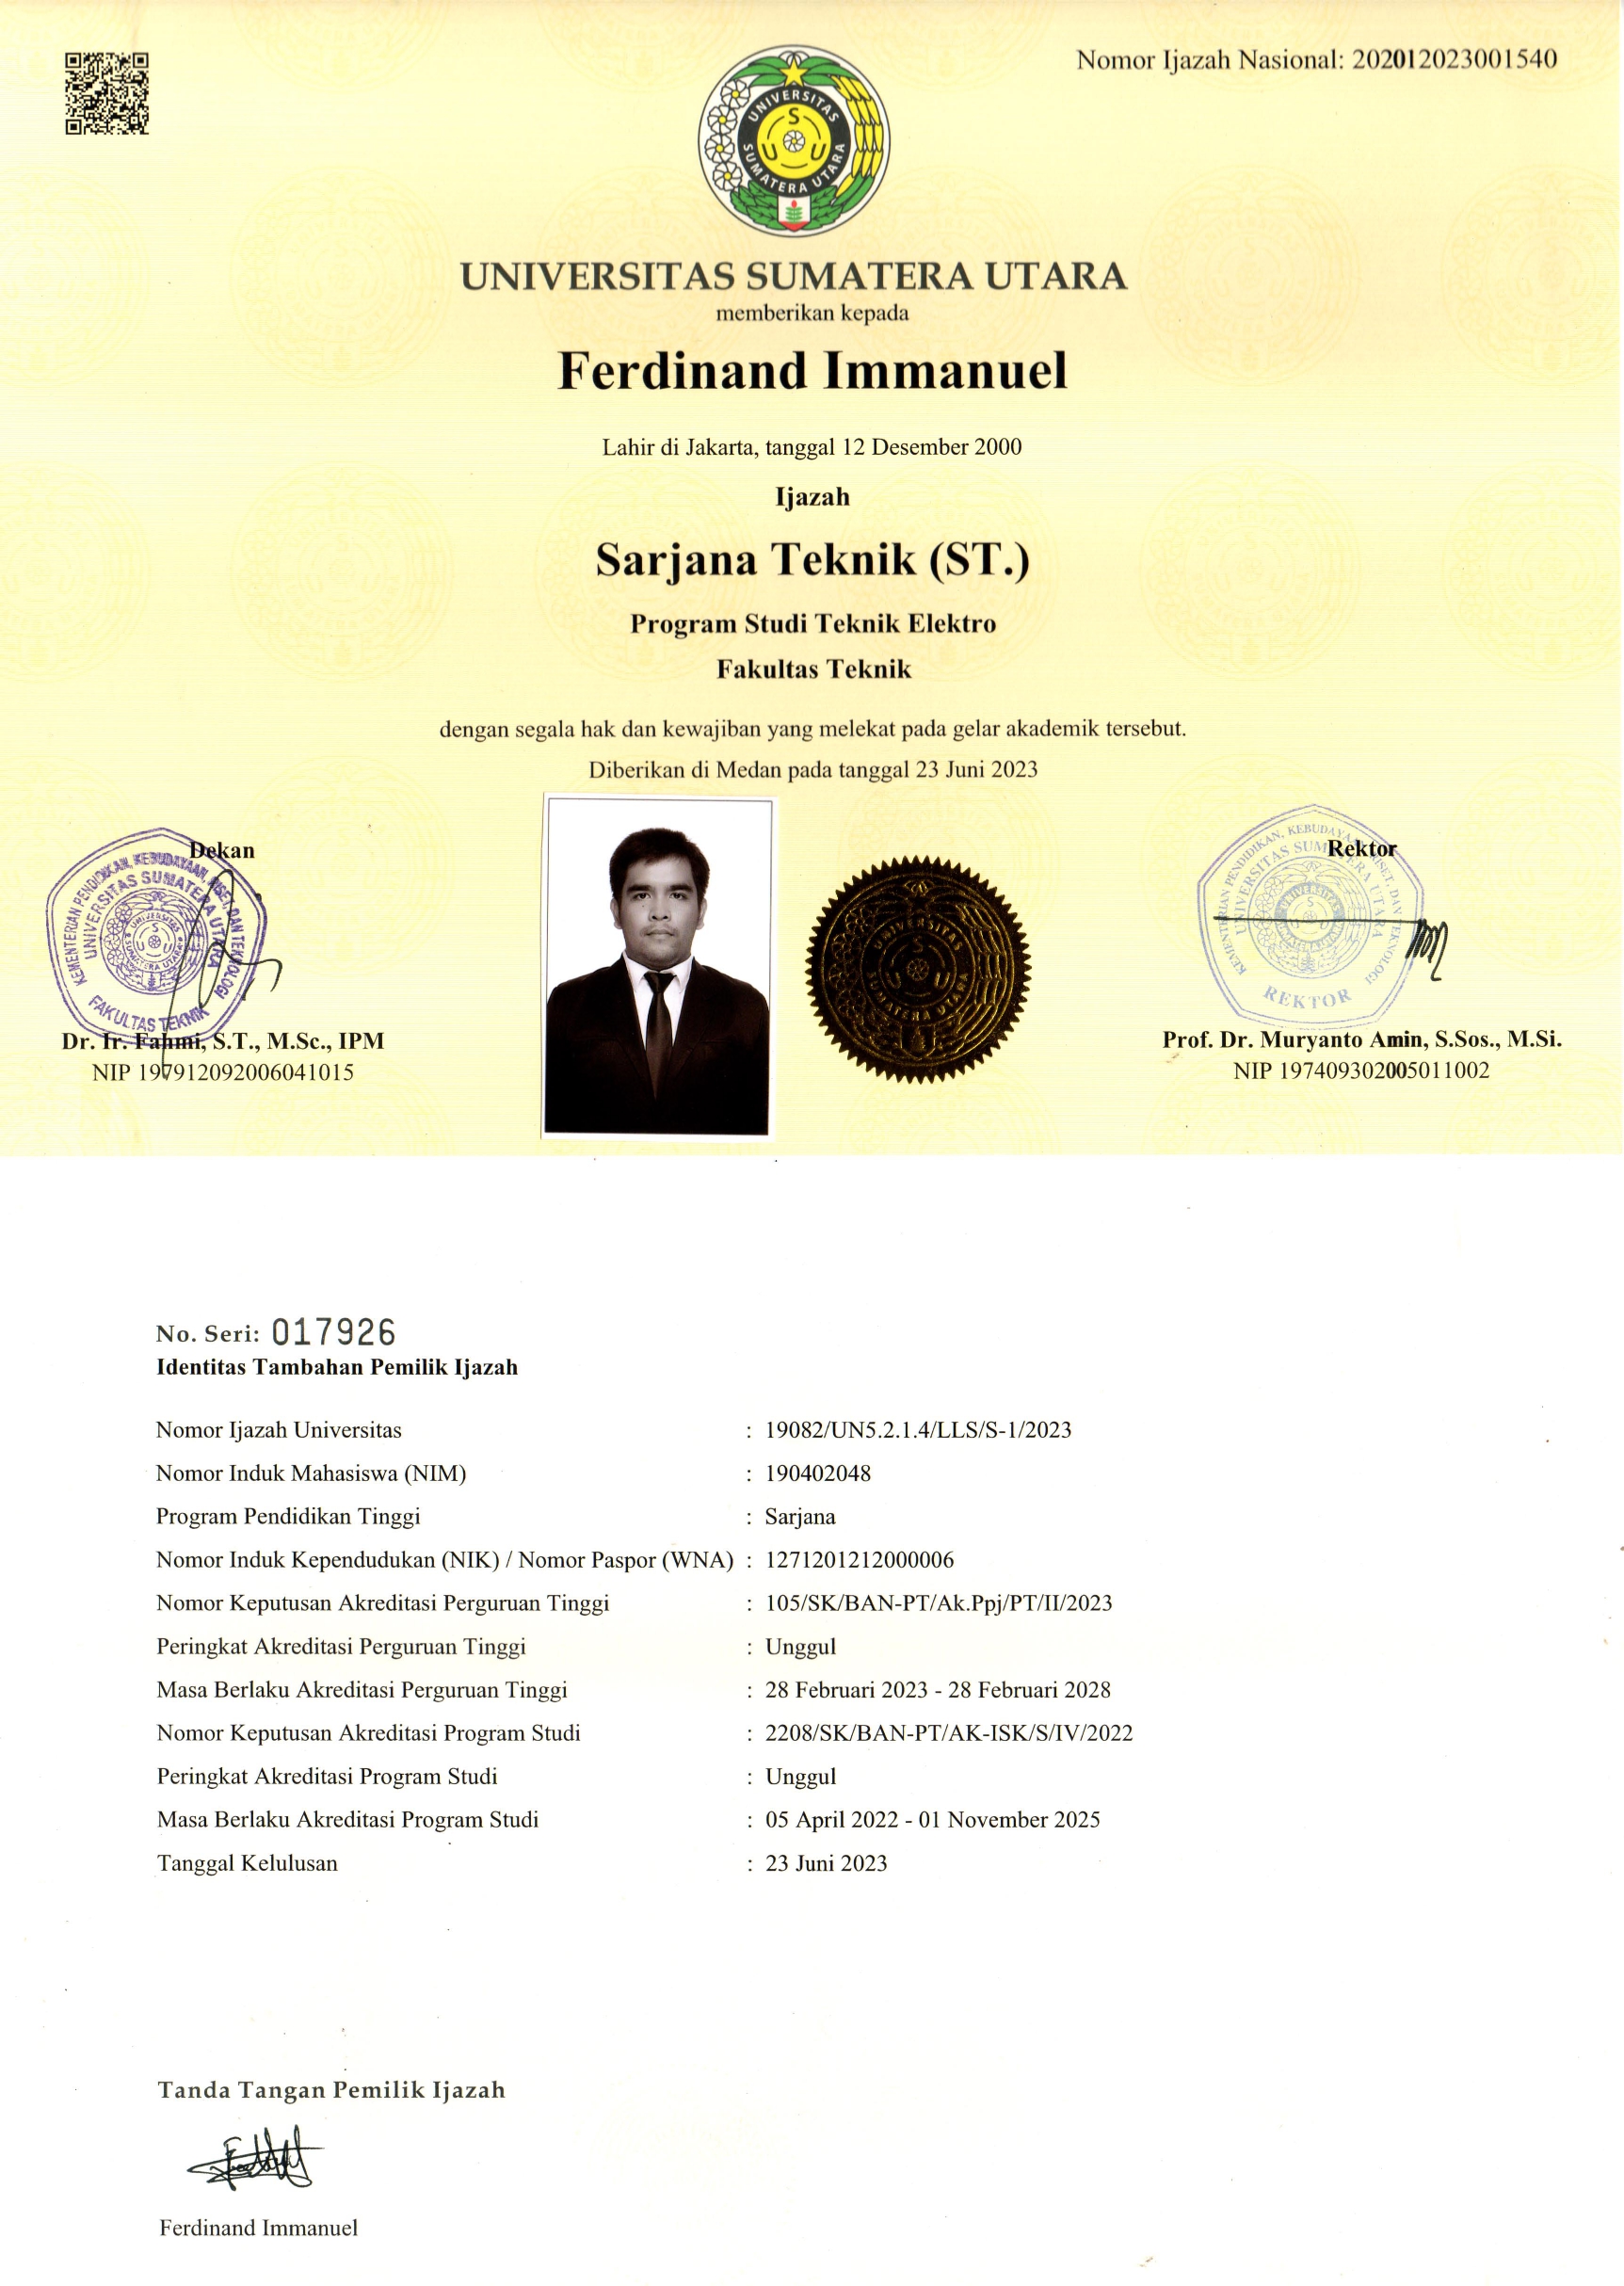 Nomor Ijazah Nasional: 202012023001540
UNIVERSITAS SUMATERA UTARA
S U U
UNIVERSITAS SUMATERA UTARA
memberikan kepada
Ferdinand Immanuel
Lahir di Jakarta, tanggal 12 Desember 2000
Ijazah
Sarjana Teknik (ST.)
Program Studi Teknik Elektro
Fakultas Teknik
dengan segala hak dan kewajiban yang melekat pada gelar akademik tersebut.
Diberikan di Medan pada tanggal 23 Juni 2023
Dekan
KEMENTERIAN PENDIDIKAN, KEBUDAYAAN, RISET, DAN TEKNOLOGI
UNIVERSITAS SUMATERA UTARA
FAKULTAS TEKNIK
Dr. Ir. Fahmi, S.T., M.Sc., IPM
NIP 197912092006041015
UNIVERSITAS SUMATERA UTARA
Rektor
KEMENTERIAN PENDIDIKAN, KEBUDAYAAN, RISET, DAN TEKNOLOGI
UNIVERSITAS SUMATERA UTARA
REKTOR
Prof. Dr. Muryanto Amin, S.Sos., M.Si.
NIP 197409302005011002
No. Seri: 017926
Identitas Tambahan Pemilik Ijazah
Nomor Ijazah Universitas : 19082/UN5.2.1.4/LLS/S-1/2023
Nomor Induk Mahasiswa (NIM) : 190402048
Program Pendidikan Tinggi : Sarjana
Nomor Induk Kependudukan (NIK) / Nomor Paspor (WNA) : 1271201212000006
Nomor Keputusan Akreditasi Perguruan Tinggi : 105/SK/BAN-PT/Ak.Ppj/PT/II/2023
Peringkat Akreditasi Perguruan Tinggi : Unggul
Masa Berlaku Akreditasi Perguruan Tinggi : 28 Februari 2023 - 28 Februari 2028
Nomor Keputusan Akreditasi Program Studi : 2208/SK/BAN-PT/AK-ISK/S/IV/2022
Peringkat Akreditasi Program Studi : Unggul
Masa Berlaku Akreditasi Program Studi : 05 April 2022 - 01 November 2025
Tanggal Kelulusan : 23 Juni 2023
Tanda Tangan Pemilik Ijazah
Ferdinand Immanuel